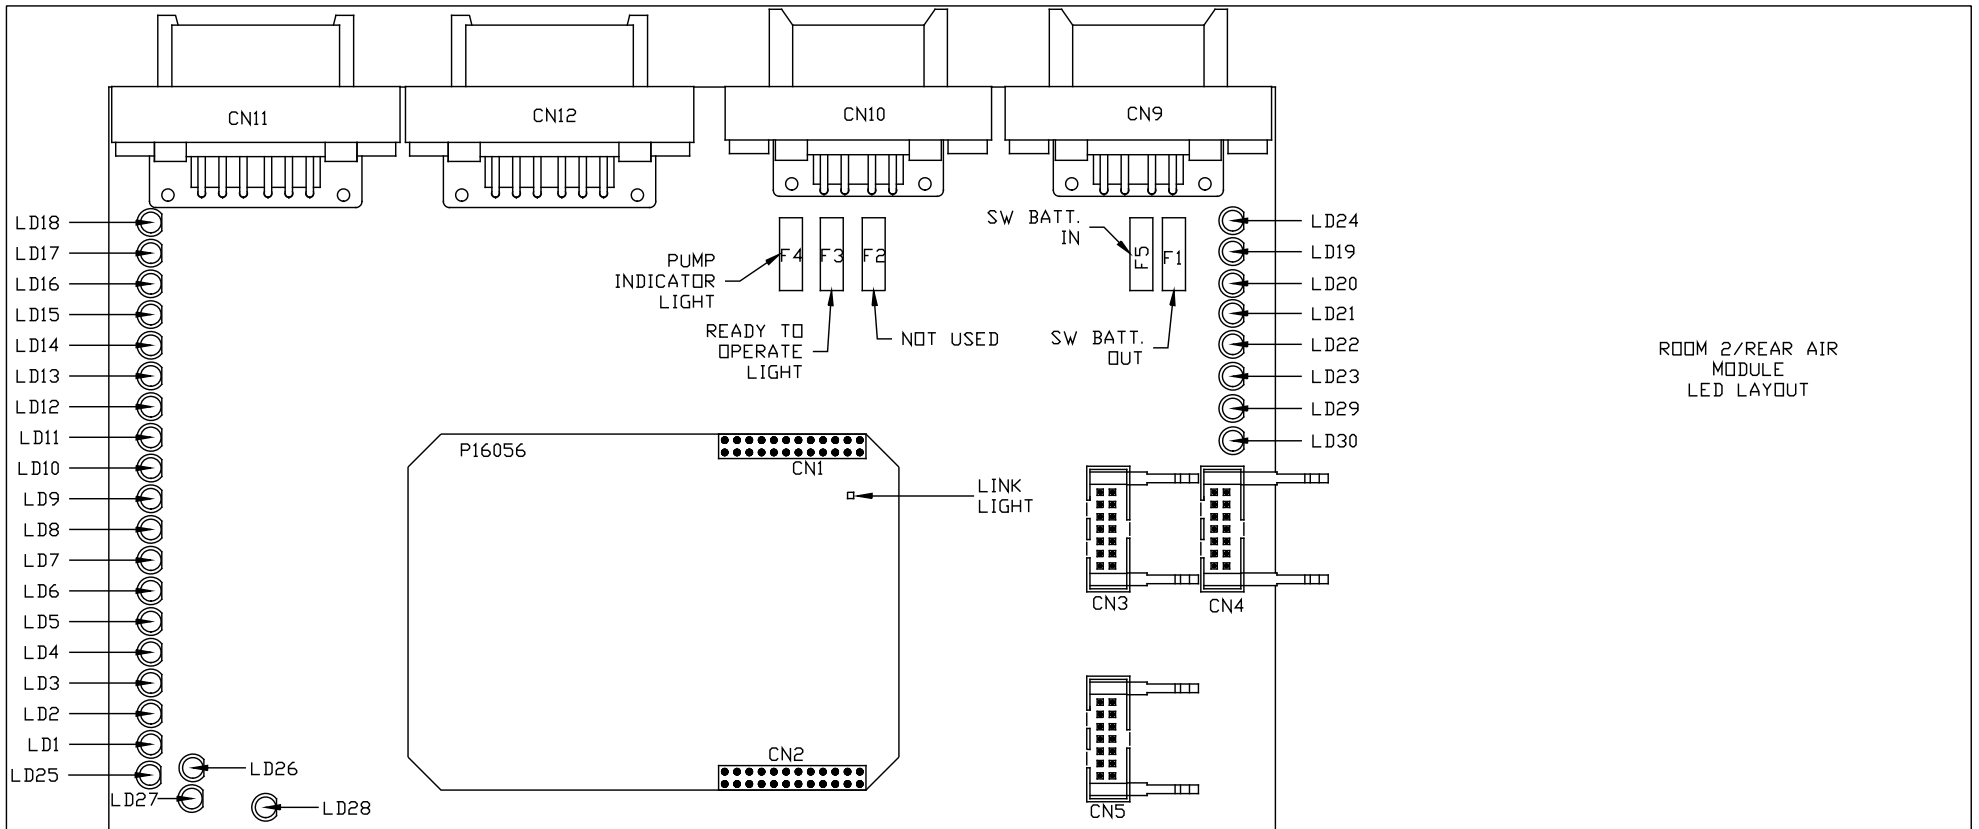 CN11
CN12
CN10
CN9
LD18
LD17
LD16
LD15
LD14
LD13
LD12
LD11
LD10
LD9
LD8
LD7
LD6
LD5
LD4
LD3
LD2
LD1
LD25
LD26
LD27
LD28
PUMP
INDICATOR
LIGHT
F4
F3
F2
READY TO
OPERATE
LIGHT
NOT USED
SW BATT.
IN
F5
F1
SW BATT.
OUT
LD24
LD19
LD20
LD21
LD22
LD23
LD29
LD30
P16056
CN1
LINK
LIGHT
CN2
CN3
CN4
CN5
ROOM 2/REAR AIR
MODULE
LED LAYOUT